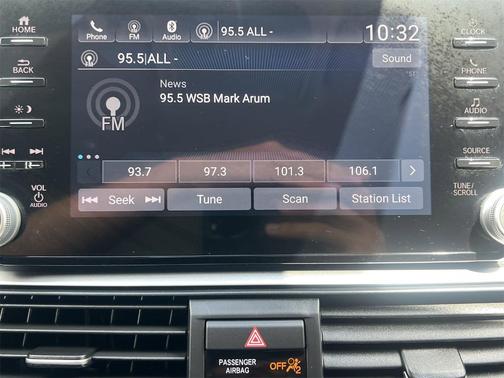 HOME
BACK
VOL
AUDIO
Phone
FM
Audio
95.5 ALL -
10:32
95.5|ALL -
Sound
ST
News
95.5 WSB Mark Arum
FM
93.7
97.3
101.3
106.1
Seek
Tune
Scan
Station List
CLOCK
PHONE
AUDIO
SOURCE
TUNE/
SCROLL
PASSENGER
AIRBAG
OFF
2